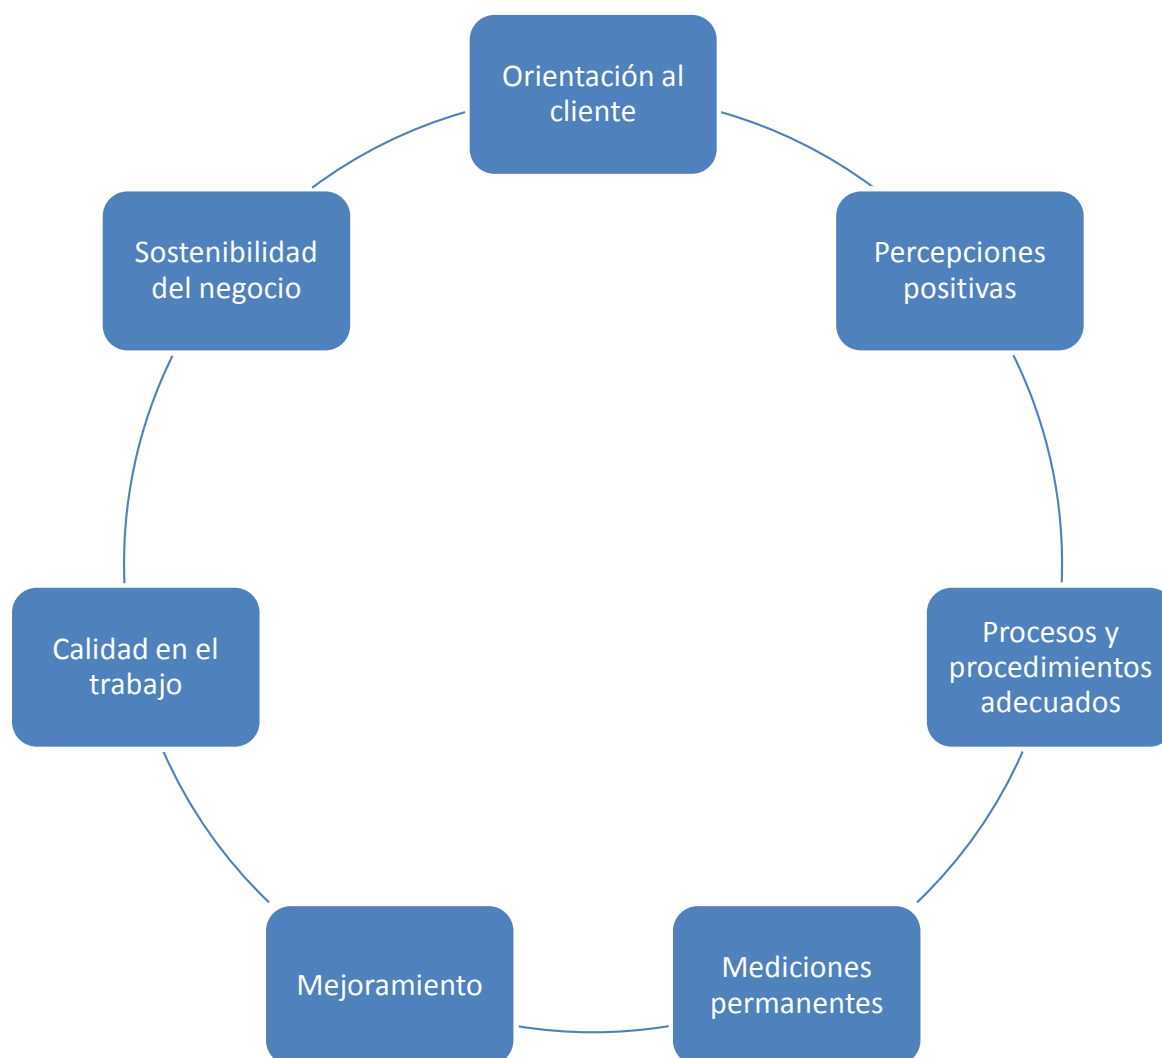 Orientación al
cliente
Percepciones
positivas
Procesos y
procedimientos
adecuados
Mediciones
permanentes
Mejoramiento
Calidad en el
trabajo
Sostenibilidad
del negocio